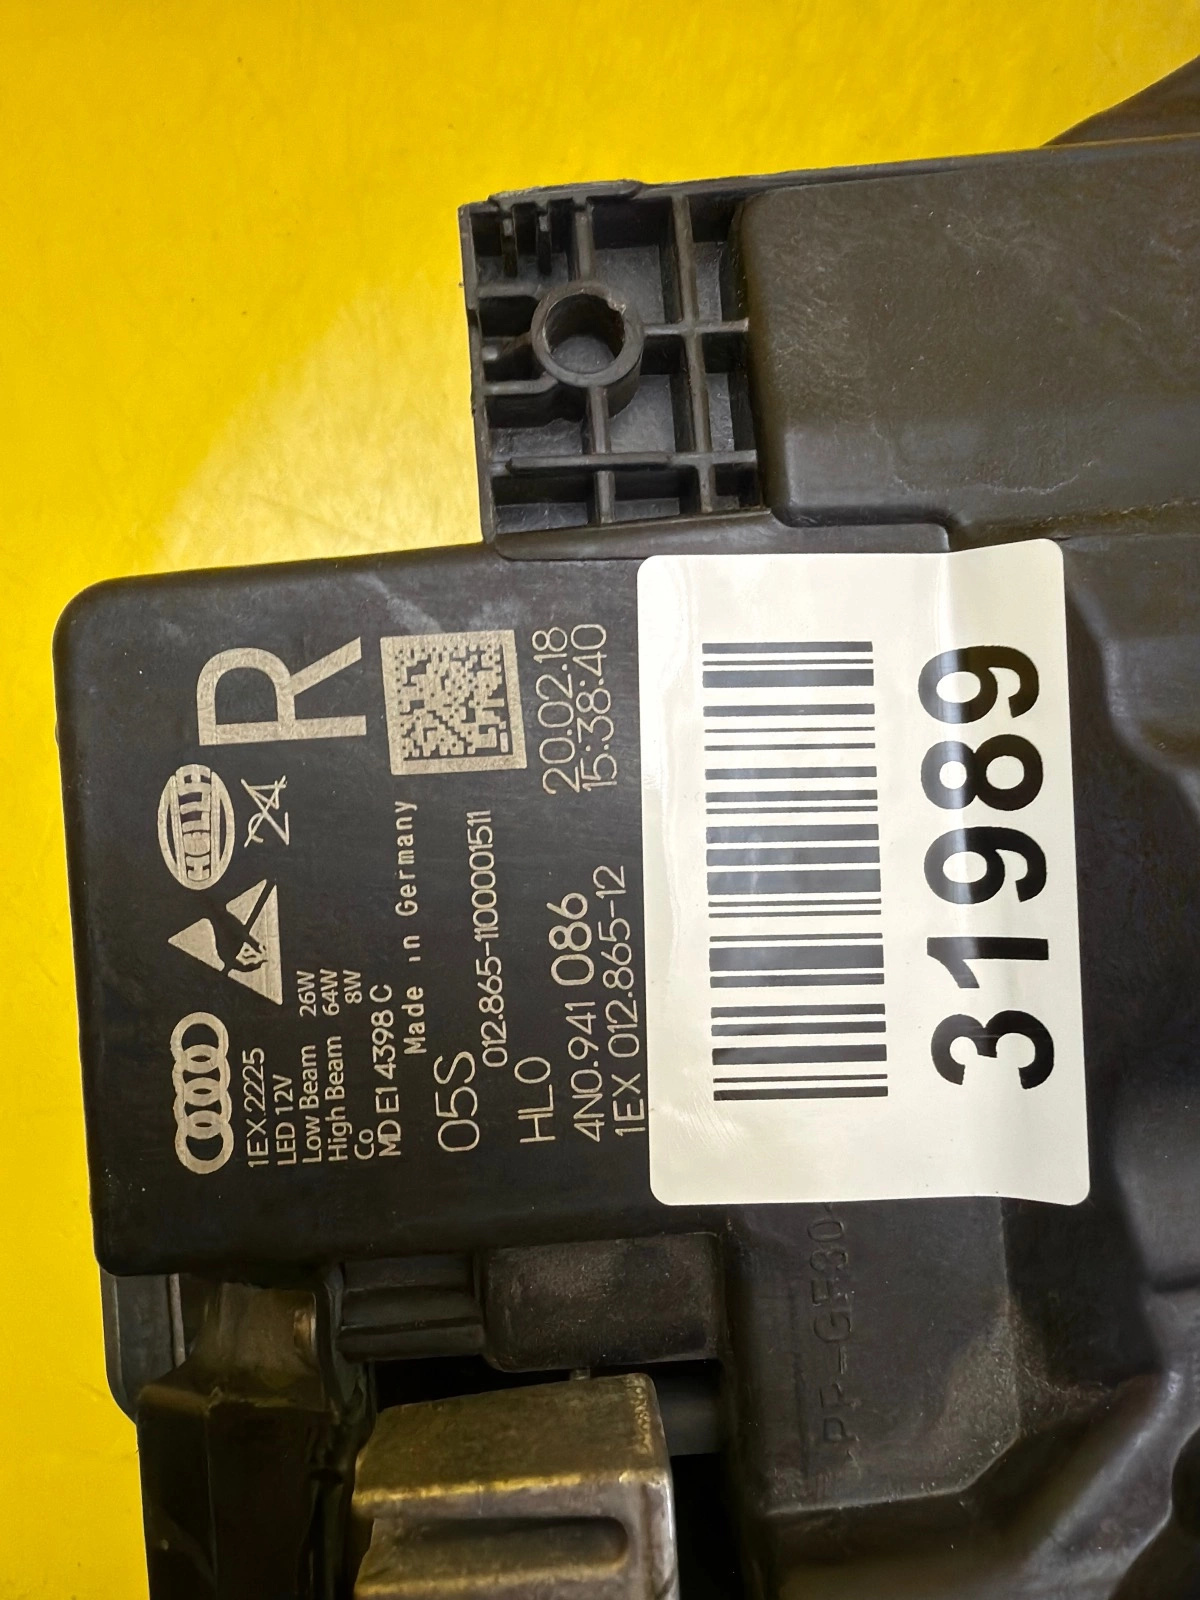 HELLA
R
1EX 2225
LED 12V
Low Beam 26W
High Beam 64W
Co 8W
MD E1 4398 C
Made in Germany
05S
012.865-1100001511
HL0
20.02.18
15:38:40
4N0.941 086
1EX 012.865-12
31989